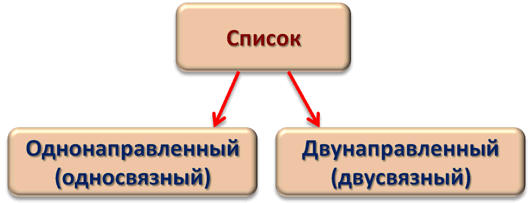 Список
Однонаправленный
(односвязный)
Двунаправленный
(двусвязный)